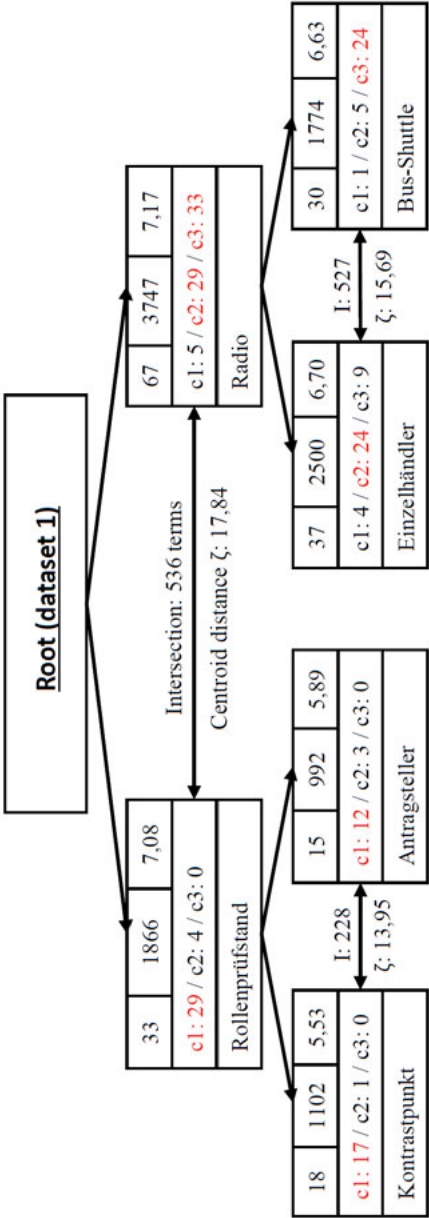 Root (dataset 1)
33 1866 7,08
c1: 29 / c2: 4 / c3: 0
Rollenprüfstand
Intersection: 536 terms
Centroid distance ζ: 17,84
67 3747 7,17
c1: 5 / c2: 29 / c3: 33
Radio
18 1102 5,53
c1: 17 / c2: 1 / c3: 0
Kontrastpunkt
I: 228
ζ: 13,95
15 992 5,89
c1: 12 / c2: 3 / c3: 0
Antragsteller
37 2500 6,70
c1: 4 / c2: 24 / c3: 9
Einzelhändler
I: 527
ζ: 15,69
30 1774 6,63
c1: 1 / c2: 5 / c3: 24
Bus-Shuttle